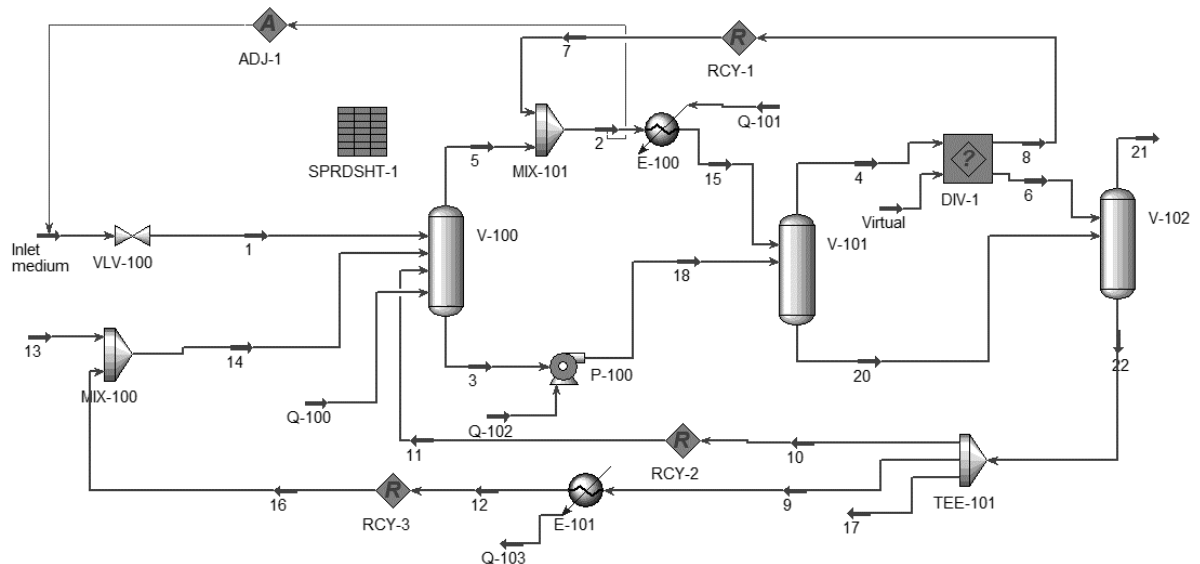 A
ADJ-1
7
R
RCY-1
SPRDSHT-1
5
MIX-101
2
E-100
Q-101
15
4
?
DIV-1
8
6
21
V-102
Virtual
V-100
V-101
Inlet
medium
VLV-100
1
18
13
MIX-100
14
3
P-100
20
22
Q-100
Q-102
11
R
RCY-2
10
TEE-101
16
R
RCY-3
12
E-101
9
17
Q-103